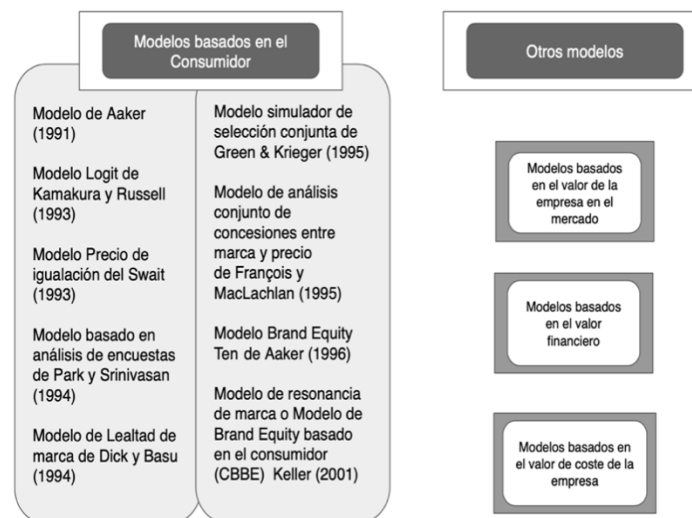 Modelos basados en el
Consumidor
Modelo de Aaker
(1991)
Modelo Logit de
Kamakura y Russell
(1993)
Modelo Precio de
igualación del Swait
(1993)
Modelo basado en
análisis de encuestas
de Park y Srinivasan
(1994)
Modelo de Lealtad de
marca de Dick y Basu
(1994)
Modelo simulador de
selección conjunta de
Green & Krieger (1995)
Modelo de análisis
conjunto de
concesiones entre
marca y precio
de François y
MacLachlan (1995)
Modelo Brand Equity
Ten de Aaker (1996)
Modelo de resonancia
de marca o Modelo de
Brand Equity basado
en el consumidor
(CBBE) Keller (2001)
Otros modelos
Modelos basados
en el valor de la
empresa en el
mercado
Modelos basados
en el valor
financiero
Modelos basados en
el valor de coste de la
empresa